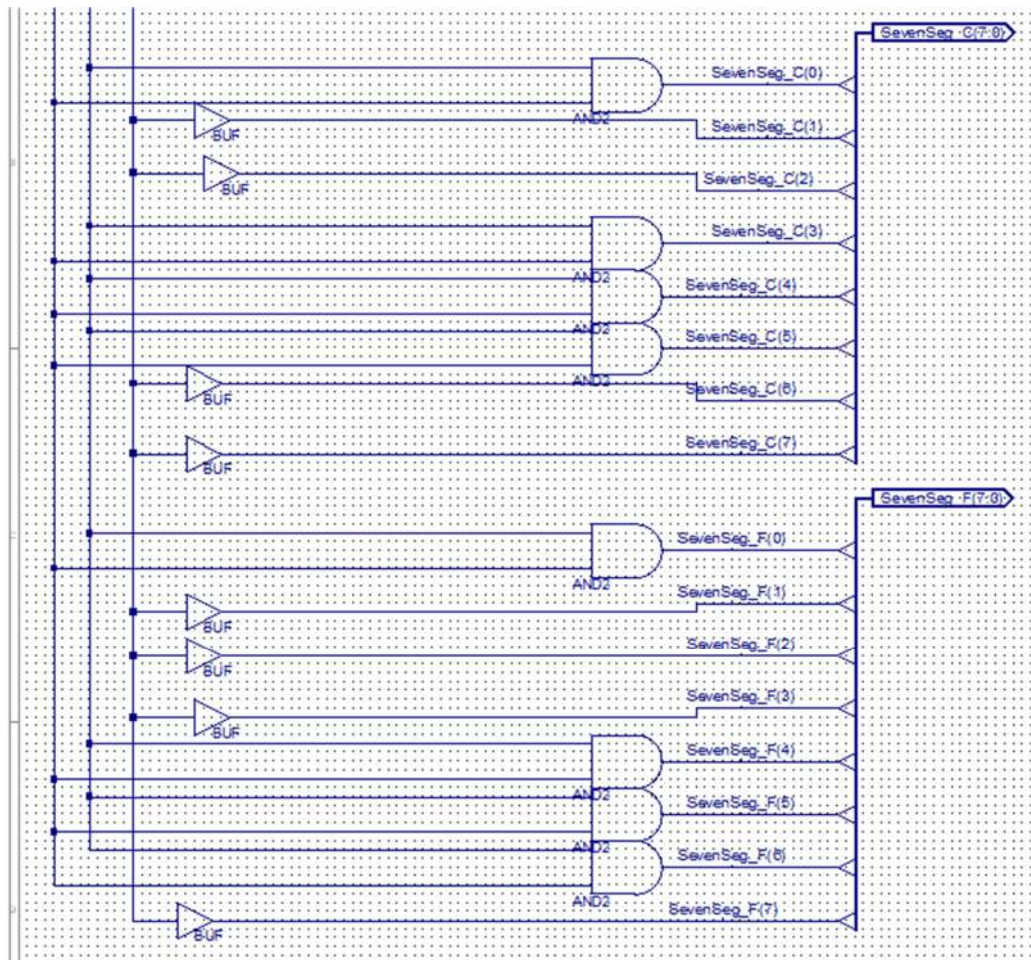 SevenSeg_C(7:0)
SevenSeg_C(0)
AND2
SevenSeg_C(1)
BUF
SevenSeg_C(2)
BUF
SevenSeg_C(3)
AND2
SevenSeg_C(4)
AND2
SevenSeg_C(5)
AND2
SevenSeg_C(6)
BUF
SevenSeg_C(7)
BUF
SevenSeg_F(7:0)
SevenSeg_F(0)
AND2
SevenSeg_F(1)
BUF
SevenSeg_F(2)
BUF
SevenSeg_F(3)
BUF
SevenSeg_F(4)
AND2
SevenSeg_F(5)
AND2
SevenSeg_F(6)
AND2
SevenSeg_F(7)
BUF